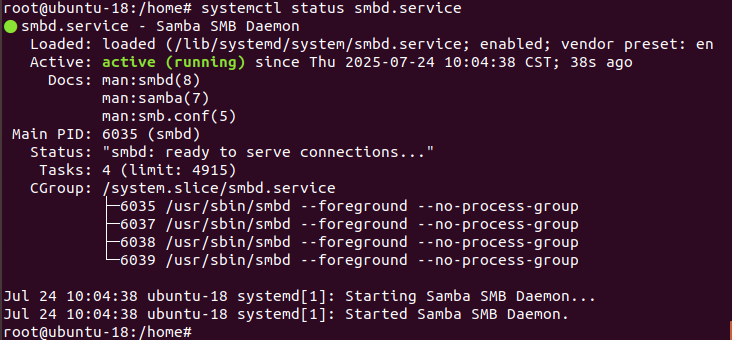 root@ubuntu-18:/home# systemctl status smbd.service
● smbd.service - Samba SMB Daemon
   Loaded: loaded (/lib/systemd/system/smbd.service; enabled; vendor preset: en
   Active: active (running) since Thu 2025-07-24 10:04:38 CST; 38s ago
     Docs: man:smbd(8)
           man:samba(7)
           man:smb.conf(5)
 Main PID: 6035 (smbd)
   Status: "smbd: ready to serve connections..."
    Tasks: 4 (limit: 4915)
   CGroup: /system.slice/smbd.service
           ├─6035 /usr/sbin/smbd --foreground --no-process-group
           ├─6037 /usr/sbin/smbd --foreground --no-process-group
           ├─6038 /usr/sbin/smbd --foreground --no-process-group
           └─6039 /usr/sbin/smbd --foreground --no-process-group

Jul 24 10:04:38 ubuntu-18 systemd[1]: Starting Samba SMB Daemon...
Jul 24 10:04:38 ubuntu-18 systemd[1]: Started Samba SMB Daemon.
root@ubuntu-18:/home#